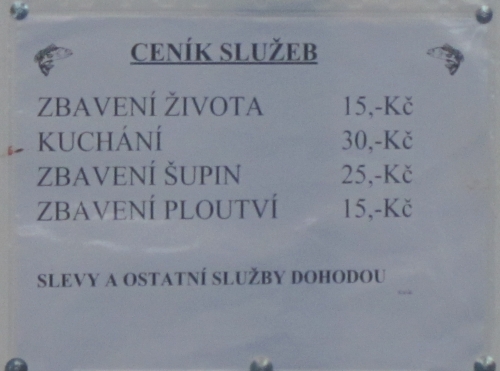 CENÍK SLUŽEB
ZBAVENÍ ŽIVOTA 15,-Kč
KUCHÁNÍ 30,-Kč
ZBAVENÍ ŠUPIN 25,-Kč
ZBAVENÍ PLOUTVÍ 15,-Kč
SLEVY A OSTATNÍ SLUŽBY DOHODOU